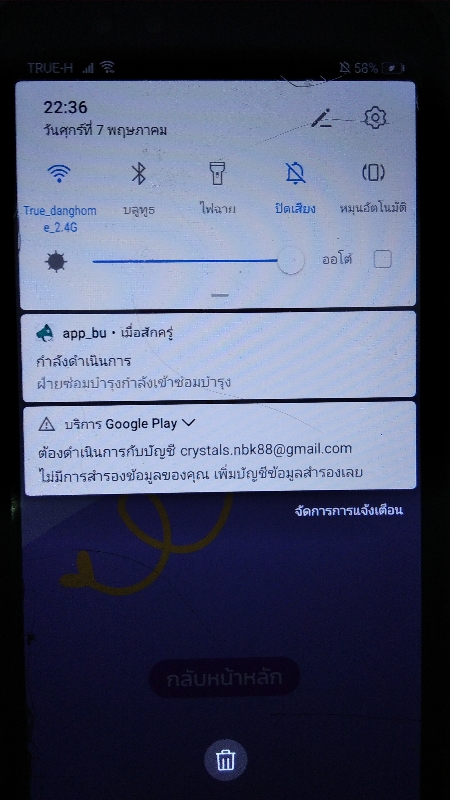 TRUE-H 58%
22:36
วันศุกร์ที่ 7 พฤษภาคม
True_danghom
e_2.4G
บลูทูธ
ไฟฉาย
ปิดเสียง
หมุนอัตโนมัติ
ออโต้
app_bu • เมื่อสักครู่
กำลังดำเนินการ
ฝ่ายซ่อมบำรุงกำลังเข้าซ่อมบำรุง
บริการ Google Play
ต้องดำเนินการกับบัญชี crystals.nbk88@gmail.com
ไม่มีการสำรองข้อมูลของคุณ เพิ่มบัญชีข้อมูลสำรองเลย
จัดการการแจ้งเตือน
กลับหน้าหลัก